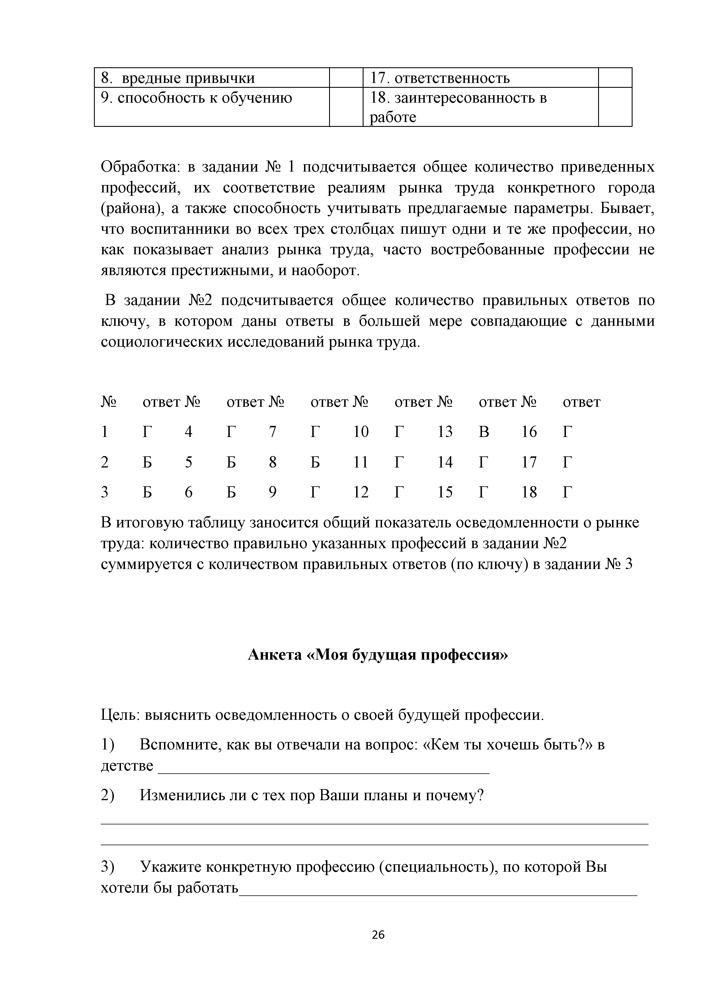 8. вредные привычки 17. ответственность
9. способность к обучению 18. заинтересованность в
работе
Обработка: в задании № 1 подсчитывается общее количество приведенных
профессий, их соответствие реалиям рынка труда конкретного города
(района), а также способность учитывать предлагаемые параметры. Бывает,
что воспитанники во всех трех столбцах пишут одни и те же профессии, но
как показывает анализ рынка труда, часто востребованные профессии не
являются престижными, и наоборот.
В задании №2 подсчитывается общее количество правильных ответов по
ключу, в котором даны ответы в большей мере совпадающие с данными
социологических исследований рынка труда.
№ ответ № ответ № ответ № ответ № ответ № ответ
1 Г 4 Г 7 Г 10 Г 13 В 16 Г
2 Б 5 Б 8 Б 11 Г 14 Г 17 Г
3 Б 6 Б 9 Г 12 Г 15 Г 18 Г
В итоговую таблицу заносится общий показатель осведомленности о рынке
труда: количество правильно указанных профессий в задании №2
суммируется с количеством правильных ответов (по ключу) в задании № 3
Анкета «Моя будущая профессия»
Цель: выяснить осведомленность о своей будущей профессии.
1) Вспомните, как вы отвечали на вопрос: «Кем ты хочешь быть?» в
детстве ____________________________________
2) Изменились ли с тех пор Ваши планы и почему?
____________________________________________________________
____________________________________________________________
3) Укажите конкретную профессию (специальность), по которой Вы
хотели бы работать____________________________________________
26